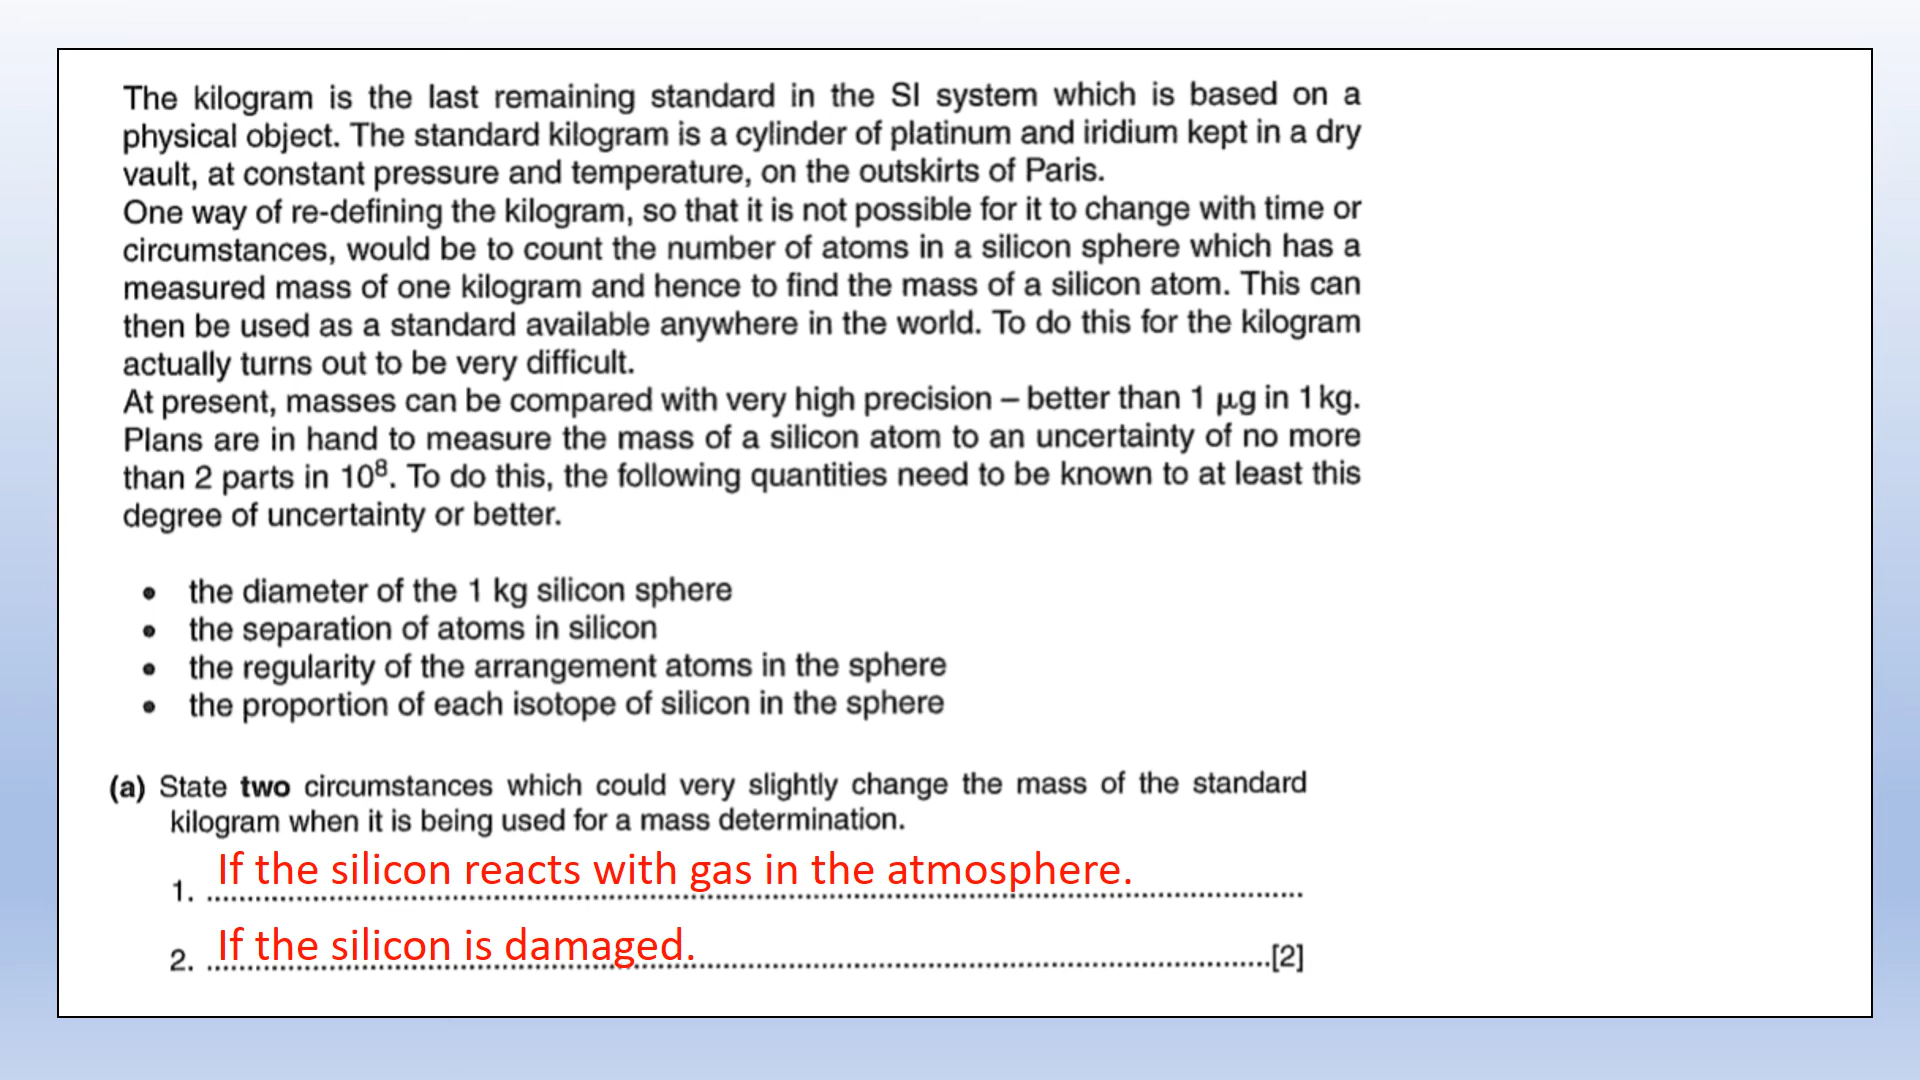 The kilogram is the last remaining standard in the SI system which is based on a
physical object. The standard kilogram is a cylinder of platinum and iridium kept in a dry
vault, at constant pressure and temperature, on the outskirts of Paris.
One way of re-defining the kilogram, so that it is not possible for it to change with time or
circumstances, would be to count the number of atoms in a silicon sphere which has a
measured mass of one kilogram and hence to find the mass of a silicon atom. This can
then be used as a standard available anywhere in the world. To do this for the kilogram
actually turns out to be very difficult.
At present, masses can be compared with very high precision – better than 1 μg in 1 kg.
Plans are in hand to measure the mass of a silicon atom to an uncertainty of no more
than 2 parts in 10⁸. To do this, the following quantities need to be known to at least this
degree of uncertainty or better.
• the diameter of the 1 kg silicon sphere
• the separation of atoms in silicon
• the regularity of the arrangement atoms in the sphere
• the proportion of each isotope of silicon in the sphere
(a) State two circumstances which could very slightly change the mass of the standard
kilogram when it is being used for a mass determination.
1. If the silicon reacts with gas in the atmosphere.
2. If the silicon is damaged. [2]